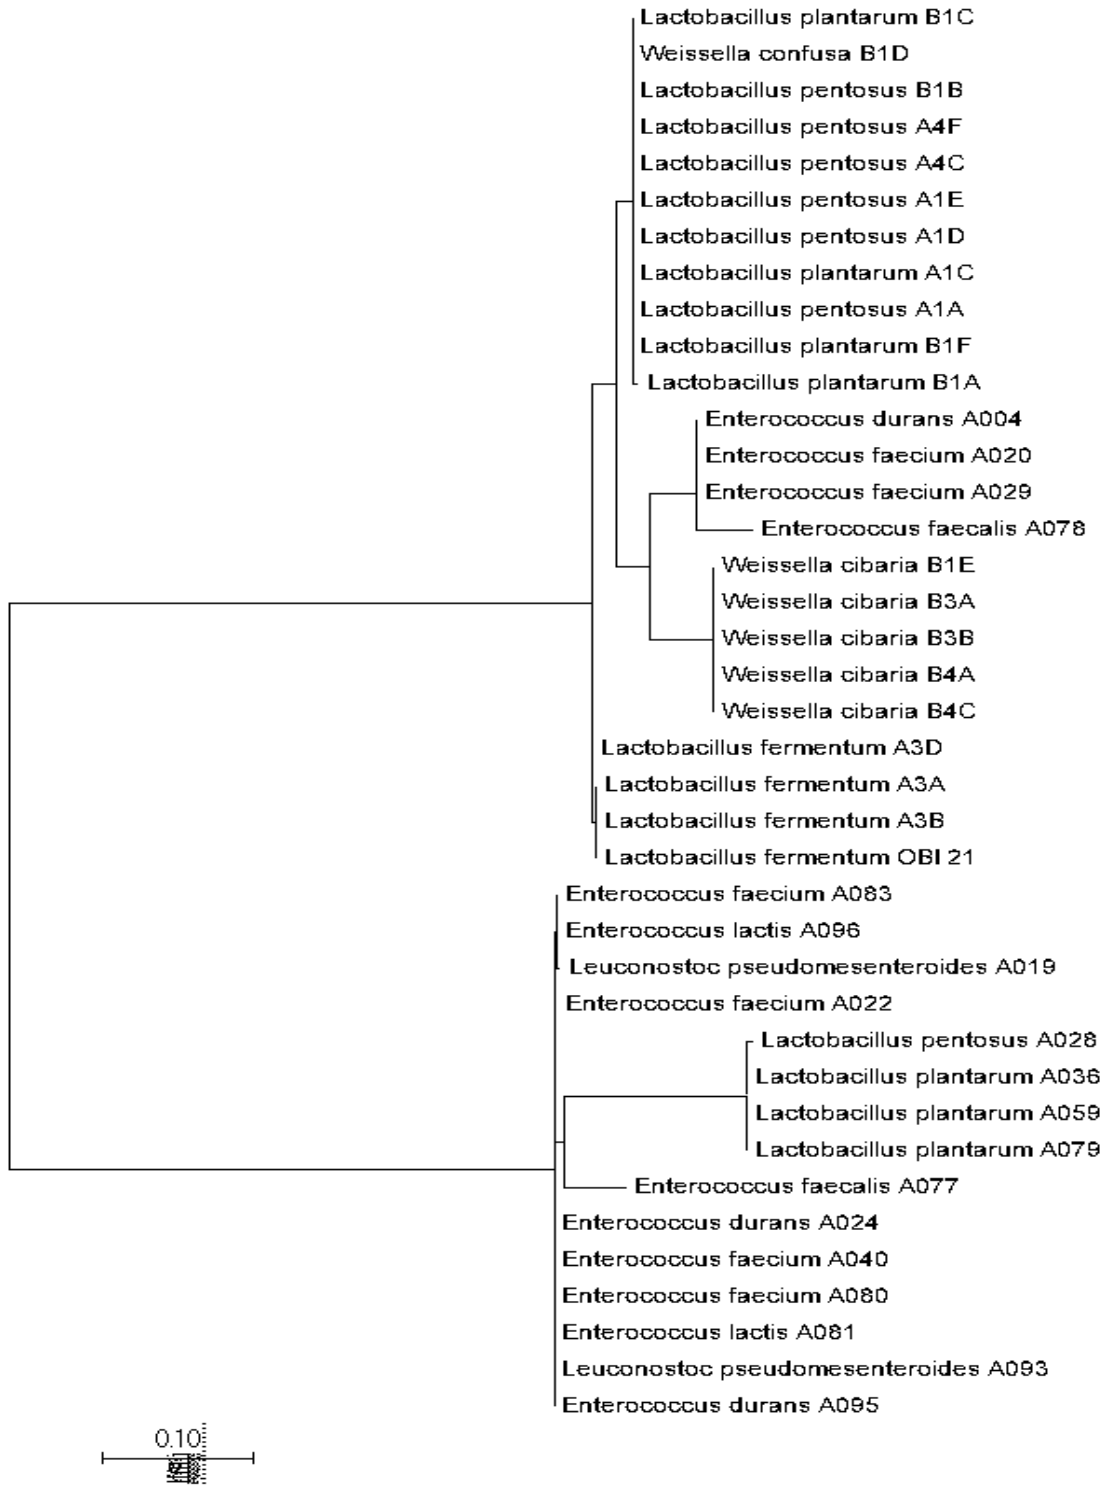 Lactobacillus plantarum B1C
Weissella confusa B1D
Lactobacillus pentosus B1B
Lactobacillus pentosus A4F
Lactobacillus pentosus A4C
Lactobacillus pentosus A1E
Lactobacillus pentosus A1D
Lactobacillus plantarum A1C
Lactobacillus pentosus A1A
Lactobacillus plantarum B1F
Lactobacillus plantarum B1A
Enterococcus durans A004
Enterococcus faecium A020
Enterococcus faecium A029
Enterococcus faecalis A078
Weissella cibaria B1E
Weissella cibaria B3A
Weissella cibaria B3B
Weissella cibaria B4A
Weissella cibaria B4C
Lactobacillus fermentum A3D
Lactobacillus fermentum A3A
Lactobacillus fermentum A3B
Lactobacillus fermentum OBI 21
Enterococcus faecium A083
Enterococcus lactis A096
Leuconostoc pseudomesenteroides A019
Enterococcus faecium A022
Lactobacillus pentosus A028
Lactobacillus plantarum A036
Lactobacillus plantarum A059
Lactobacillus plantarum A079
Enterococcus faecalis A077
Enterococcus durans A024
Enterococcus faecium A040
Enterococcus faecium A080
Enterococcus lactis A081
Leuconostoc pseudomesenteroides A093
Enterococcus durans A095
0.10